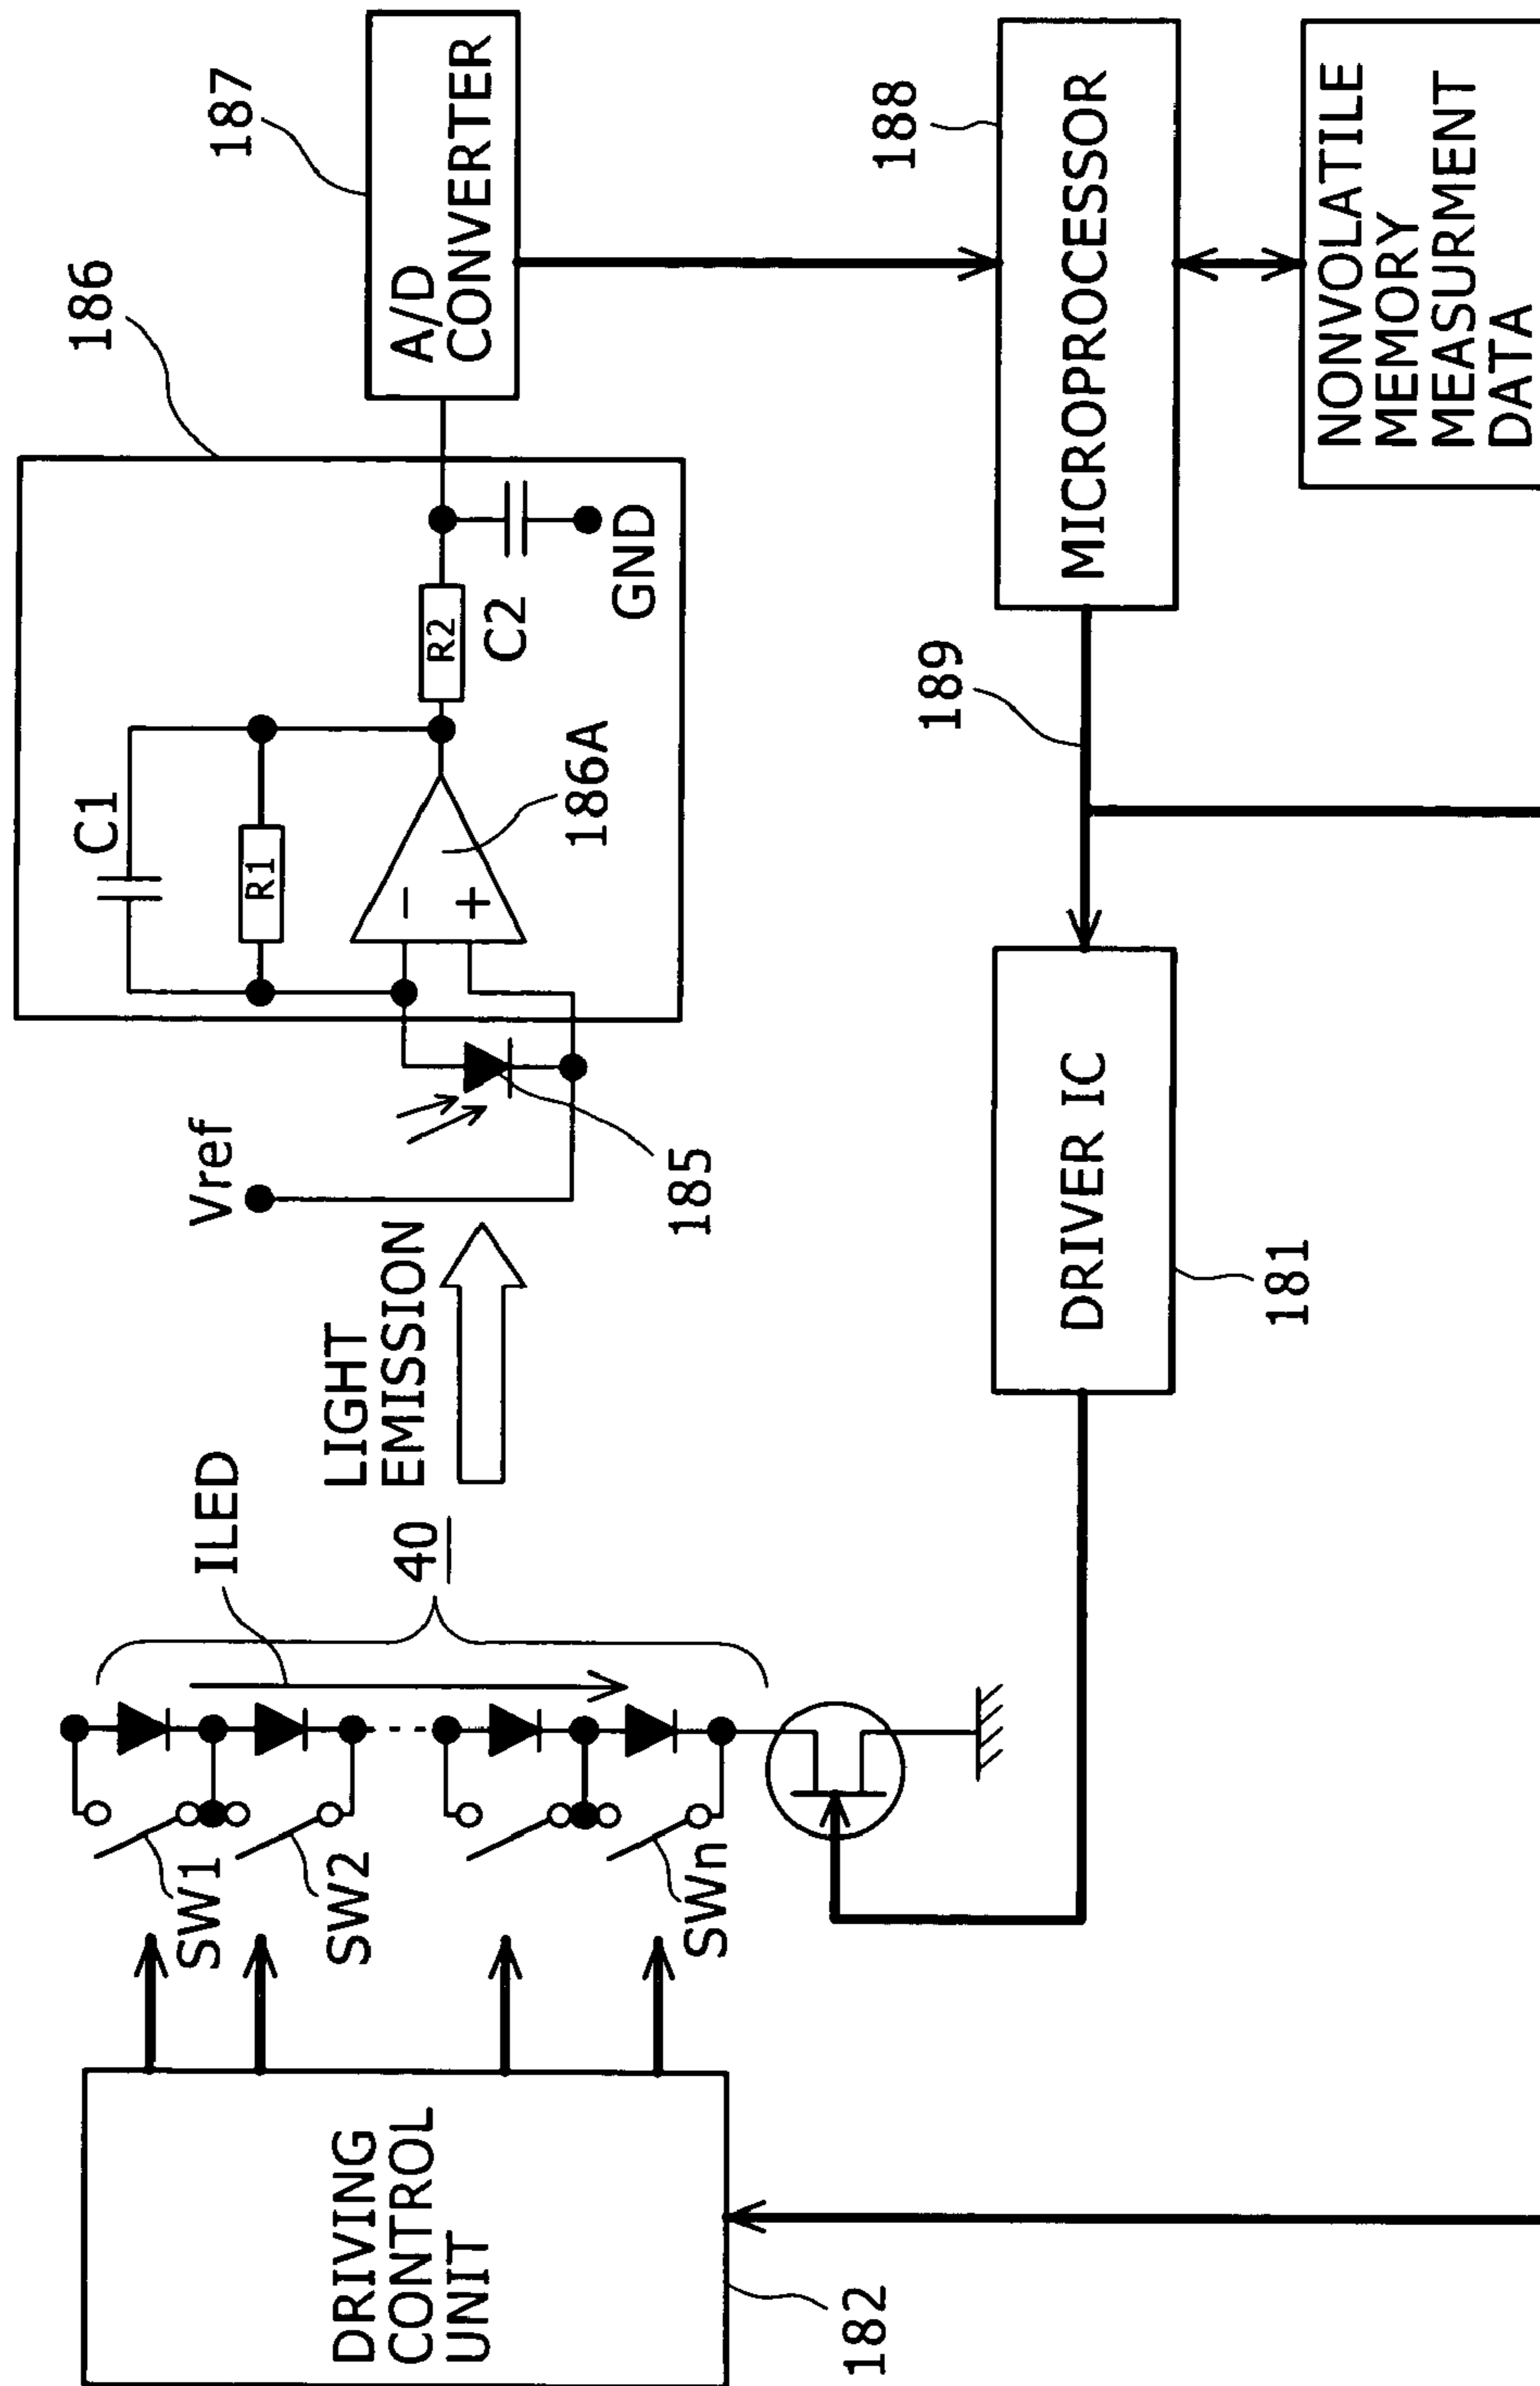 DRIVING
CONTROL
UNIT
182
SW1
SW2
SWn
ILED
40
LIGHT
EMISSION
Vref
185
186
C1
R1
−
+
186A
R2
C2
GND
187
A/D
CONVERTER
188
MICROPROCESSOR
189
DRIVER IC
181
NONVOLATILE
MEMORY
MEASURMENT
DATA